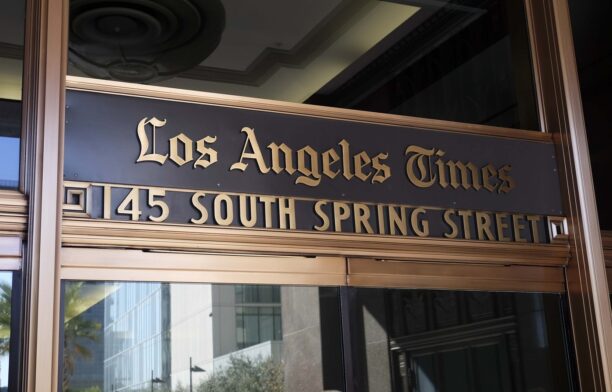 Los Angeles Times
145 SOUTH SPRING STREET